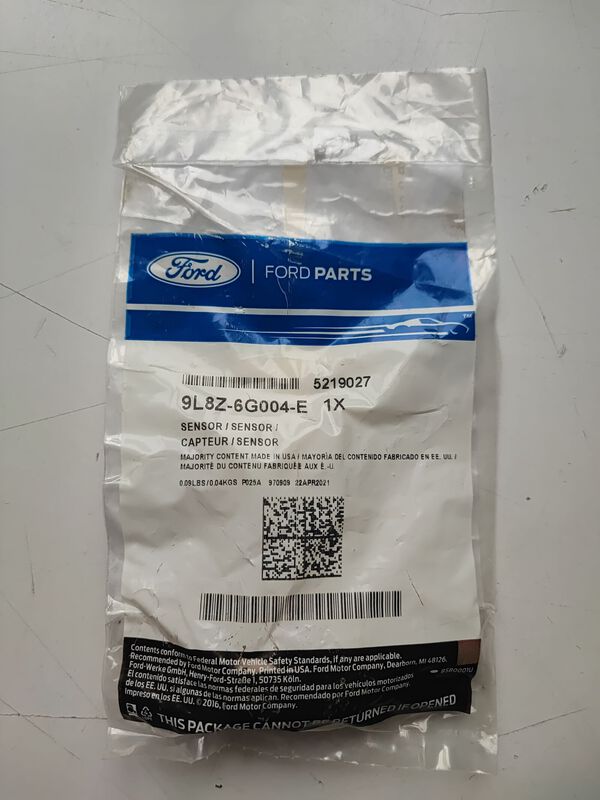 Ford | FORD PARTS
TM
5219027
9L8Z-6G004-E 1X
SENSOR / SENSOR /
CAPTEUR / SENSOR
MAJORITY CONTENT MADE IN USA / MAYORÍA DEL CONTENIDO FABRICADO EN EE. UU. /
MAJORITÉ DU CONTENU FABRIQUÉE AUX É.-U.
0.09LBS/0.04KGS P025A 970909 22APR2021
Contents conform to Federal Motor Vehicle Safety Standards, if any are applicable.
Recommended by Ford Motor Company. Printed in USA. Ford Motor Company, Dearborn, MI 48126.
Ford-Werke GmbH, Henry-Ford-Straße 1, 50735 Köln.
El contenido satisface las normas federales de seguridad para los vehículos motorizados
de los EE. UU. si algunas de las normas aplican. Recomendado por Ford Motor Company.
Impreso en los EE. UU. © 2016, Ford Motor Company.
THIS PACKAGE CANNOT BE RETURNED IF OPENED